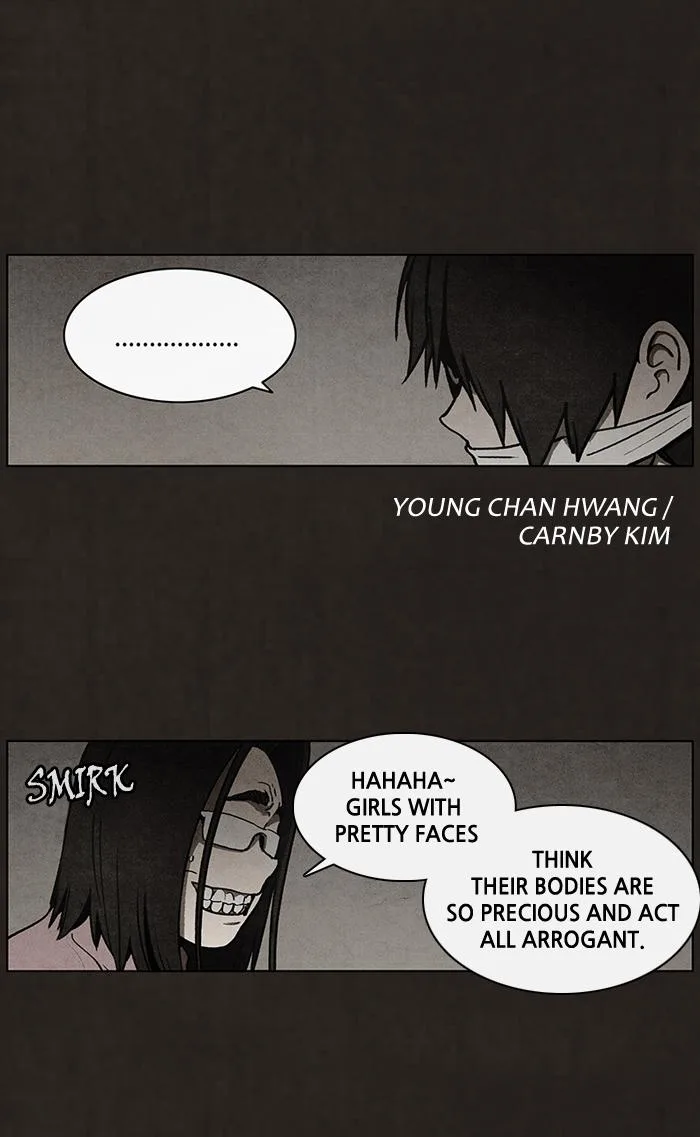 ..................
YOUNG CHAN HWANG /
CARNBY KIM
SMIRK
HAHAHA~
GIRLS WITH
PRETTY FACES
THINK
THEIR BODIES ARE
SO PRECIOUS AND ACT
ALL ARROGANT.